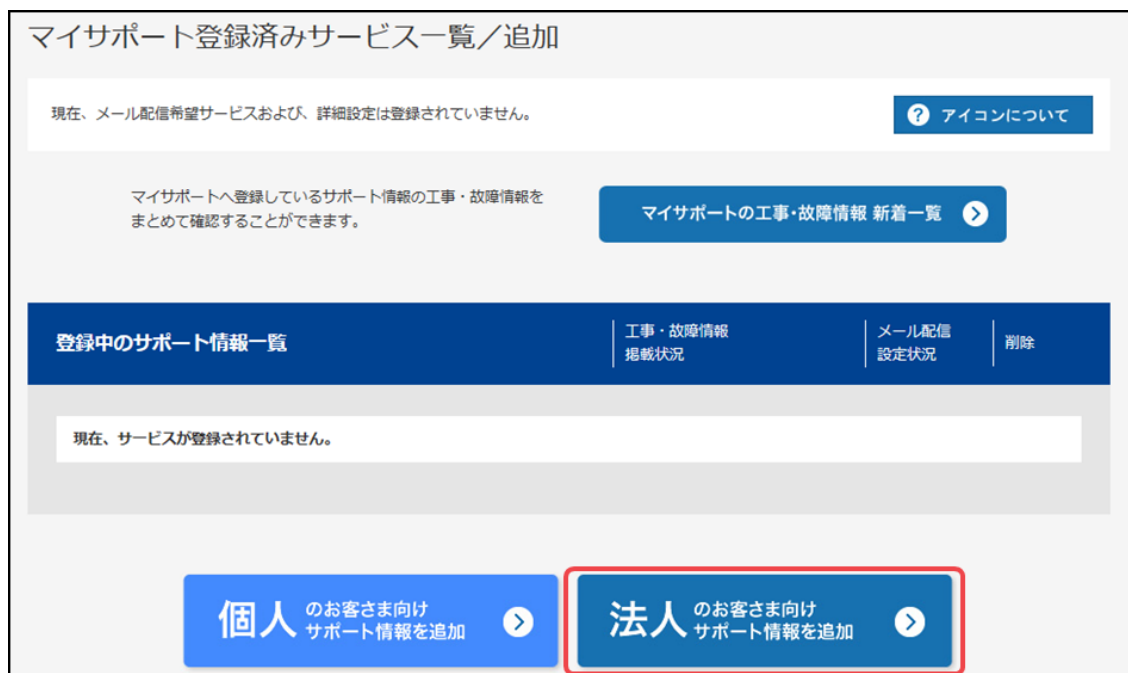 マイサポート登録済みサービス一覧／追加
現在、メール配信希望サービスおよび、詳細設定は登録されていません。
? アイコンについて
マイサポートへ登録しているサポート情報の工事・故障情報を
まとめて確認することができます。
マイサポートの工事・故障情報 新着一覧
登録中のサポート情報一覧
工事・故障情報
掲載状況
メール配信
設定状況
削除
現在、サービスが登録されていません。
個人 のお客さま向け
サポート情報を追加
法人 のお客さま向け
サポート情報を追加